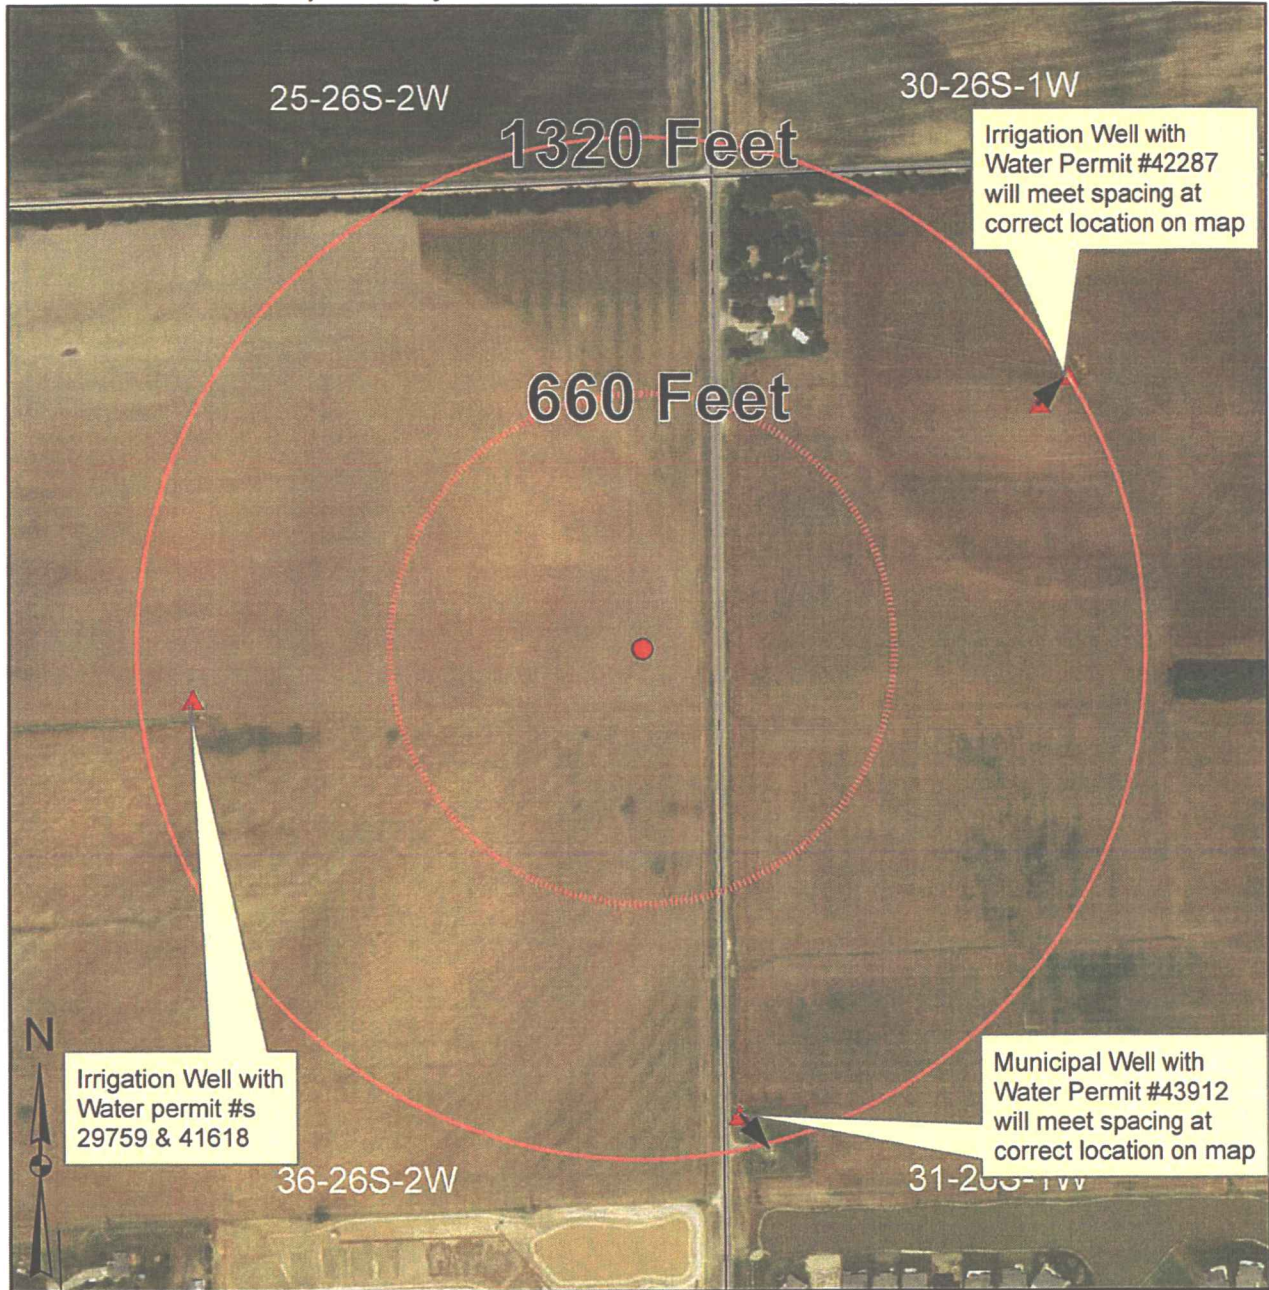 25-26S-2W
30-26S-1W
1320 Feet
Irrigation Well with
Water Permit #42287
will meet spacing at
correct location on map
660 Feet
N
Irrigation Well with
Water permit #s
29759 & 41618
Municipal Well with
Water Permit #43912
will meet spacing at
correct location on map
36-26S-2W